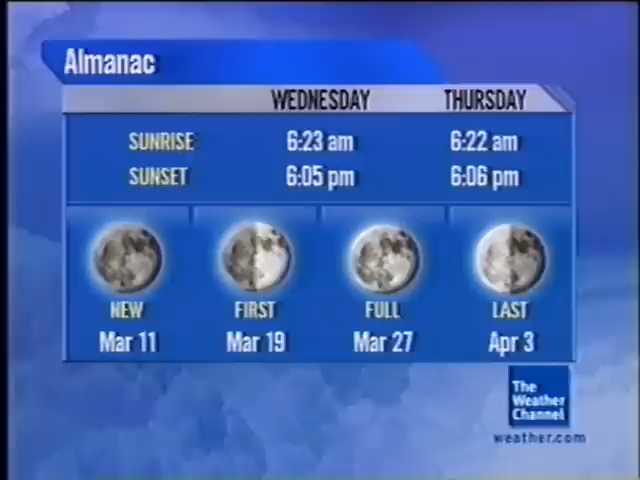 Almanac
WEDNESDAY THURSDAY
SUNRISE 6:23 am 6:22 am
SUNSET 6:05 pm 6:06 pm
NEW FIRST FULL LAST
Mar 11 Mar 19 Mar 27 Apr 3
The
Weather
Channel
weather.com